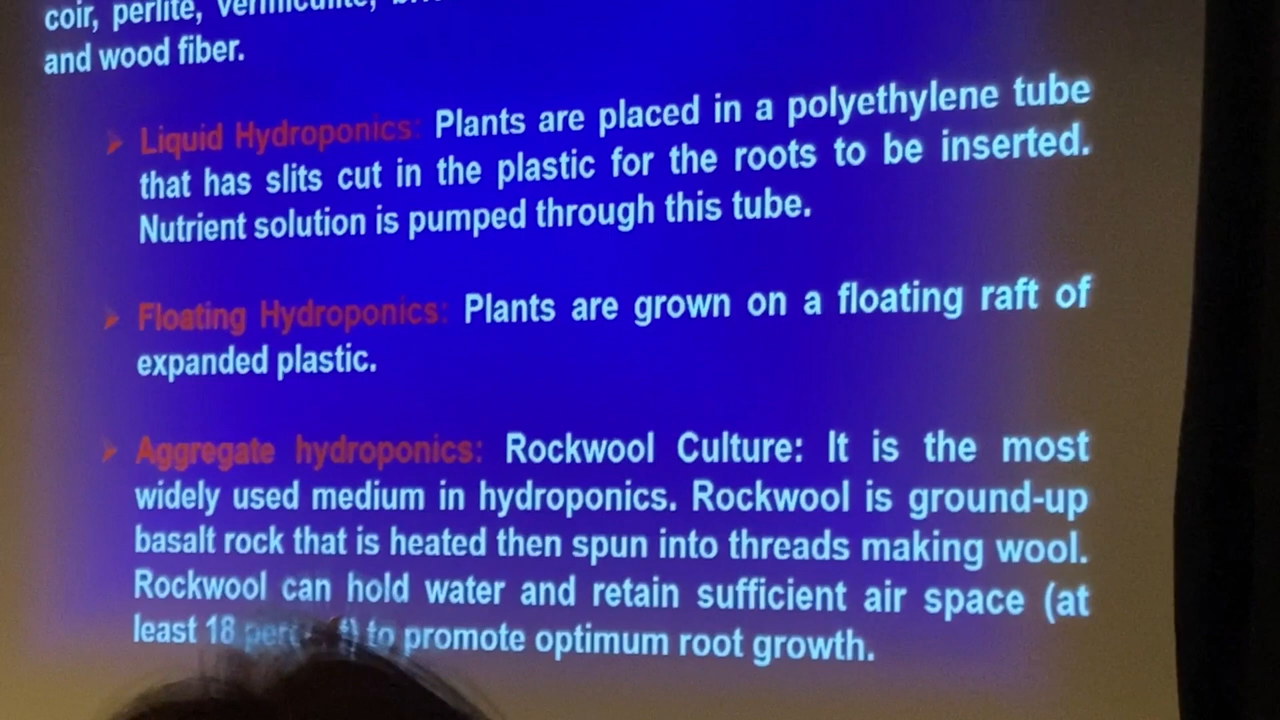 coir, perlite, vermiculite,
and wood fiber.
➢ Liquid Hydroponics: Plants are placed in a polyethylene tube
that has slits cut in the plastic for the roots to be inserted.
Nutrient solution is pumped through this tube.
➢ Floating Hydroponics: Plants are grown on a floating raft of
expanded plastic.
➢ Aggregate hydroponics: Rockwool Culture: It is the most
widely used medium in hydroponics. Rockwool is ground-up
basalt rock that is heated then spun into threads making wool.
Rockwool can hold water and retain sufficient air space (at
least 18 percent) to promote optimum root growth.